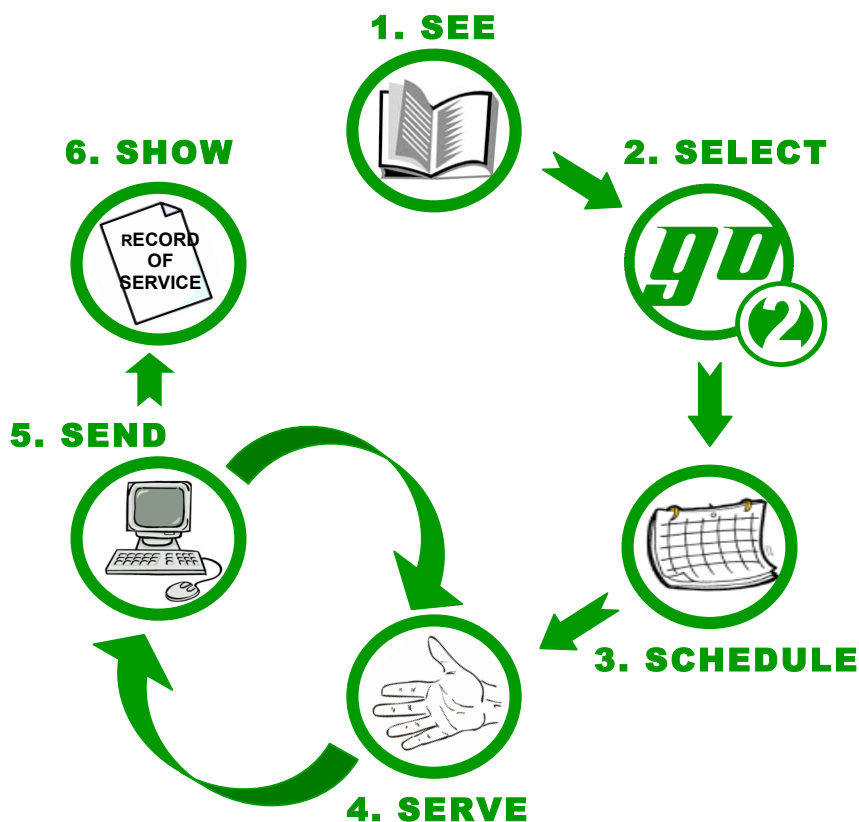 1. SEE
2. SELECT
go
2
3. SCHEDULE
4. SERVE
5. SEND
6. SHOW
RECORD
OF
SERVICE